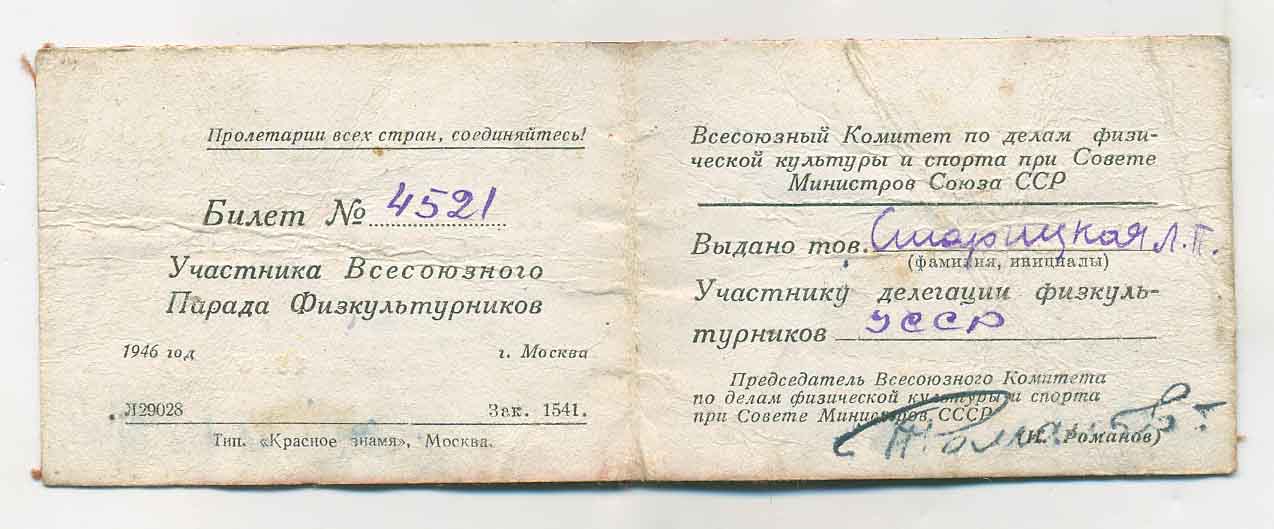 Пролетарии всех стран, соединяйтесь!
Билет № 4521
Участника Всесоюзного
Парада Физкультурников
1946 год г. Москва
Л29028 Зак. 1541.
Тип. «Красное знамя», Москва.
Всесоюзный Комитет по делам физи-
ческой культуры и спорта при Совете
Министров Союза ССР
Выдано тов. Старицкая Л.П.
(фамилия, инициалы)
Участнику делегации физкуль-
турников УССР
Председатель Всесоюзного Комитета
по делам физической культуры и спорта
при Совете Министров, СССР
(Н. Романов)